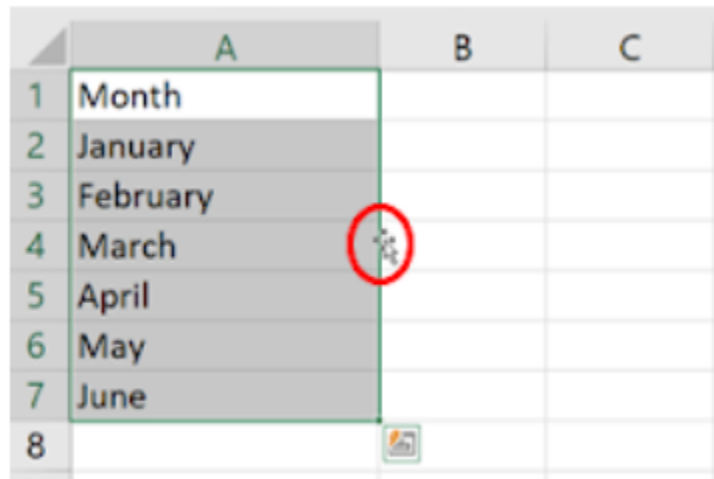 A B C
1 Month
2 January
3 February
4 March
5 April
6 May
7 June
8